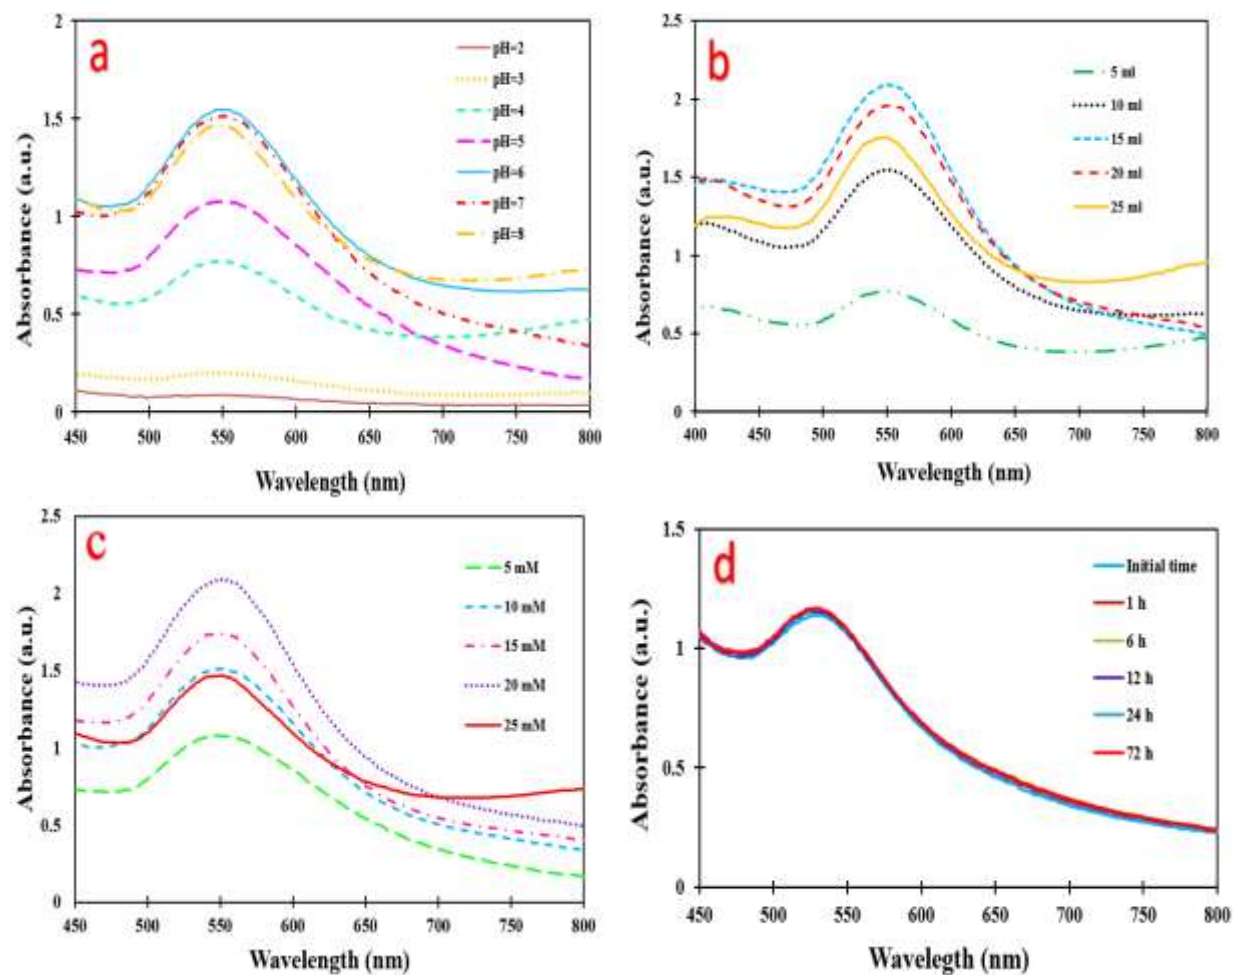 a
2
1.5
1
0.5
0
Absorbance (a.u.)
pH=2
pH=3
pH=4
pH=5
pH=6
pH=7
pH=8
450 500 550 600 650 700 750 800
Wavelength (nm)
b
2.5
2
1.5
1
0.5
0
Absorbance (a.u.)
5 ml
10 ml
15 ml
20 ml
25 ml
400 450 500 550 600 650 700 750 800
Wavelength (nm)
c
2.5
2
1.5
1
0.5
0
Absorbance (a.u.)
5 mM
10 mM
15 mM
20 mM
25 mM
450 500 550 600 650 700 750 800
Wavelength (nm)
d
1.5
1
0.5
0
Absorbance (a.u.)
Initial time
1 h
6 h
12 h
24 h
72 h
450 500 550 600 650 700 750 800
Wavelength (nm)